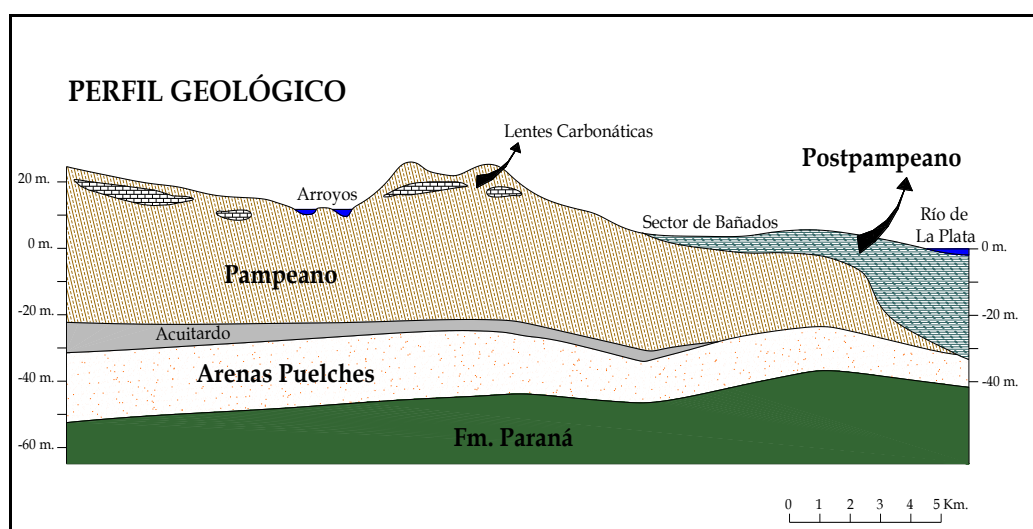 PERFIL GEOLÓGICO
Lentes Carbonáticas
Postpampeano
20 m.
Arroyos
Sector de Bañados
Río de
La Plata
0 m.
0 m.
Pampeano
-20 m.
-20 m.
Acuitardo
Arenas Puelches
-40 m.
-40 m.
Fm. Paraná
-60 m.
0 1 2 3 4 5 Km.